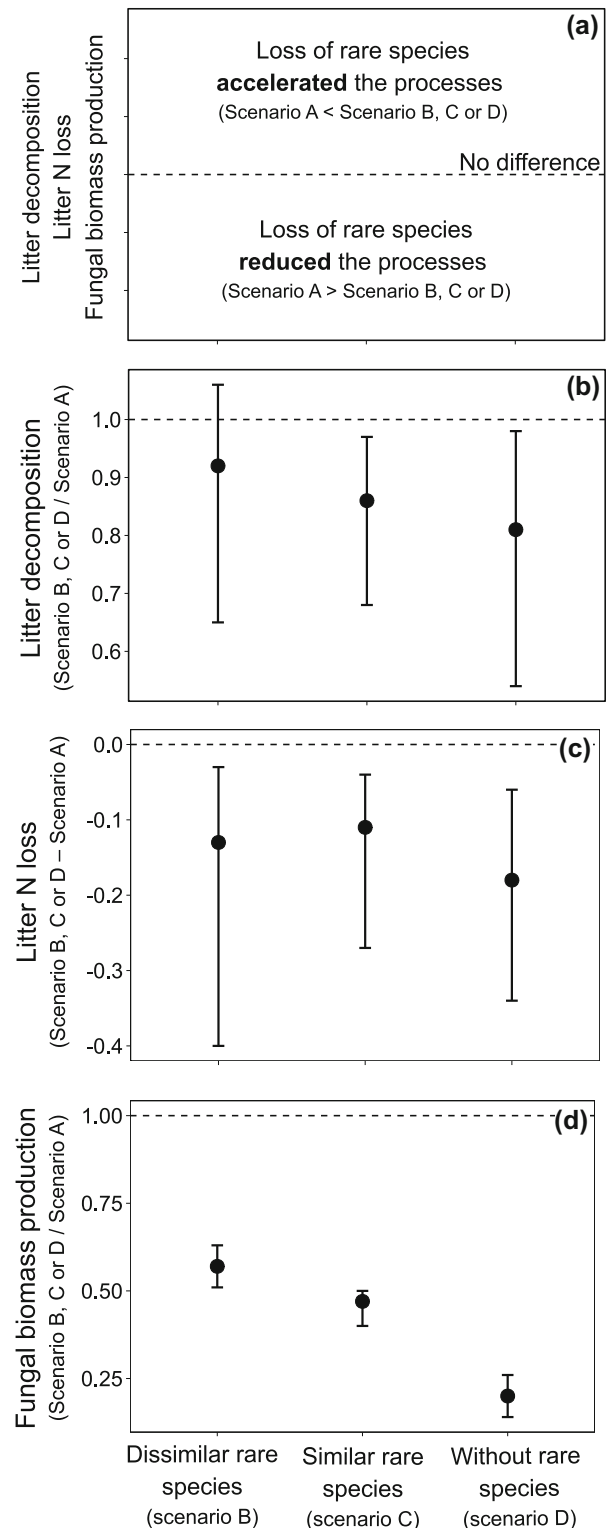 (a)
Litter decomposition
Litter N loss
Fungal biomass production
Loss of rare species
accelerated the processes
(Scenario A < Scenario B, C or D)
No difference
Loss of rare species
reduced the processes
(Scenario A > Scenario B, C or D)
(b)
Litter decomposition
(Scenario B, C or D / Scenario A)
1.0
0.9
0.8
0.7
0.6
(c)
Litter N loss
(Scenario B, C or D – Scenario A)
0.0
-0.1
-0.2
-0.3
-0.4
(d)
Fungal biomass production
(Scenario B, C or D / Scenario A)
1.00
0.75
0.50
0.25
Dissimilar rare
species
(scenario B)
Similar rare
species
(scenario C)
Without rare
species
(scenario D)